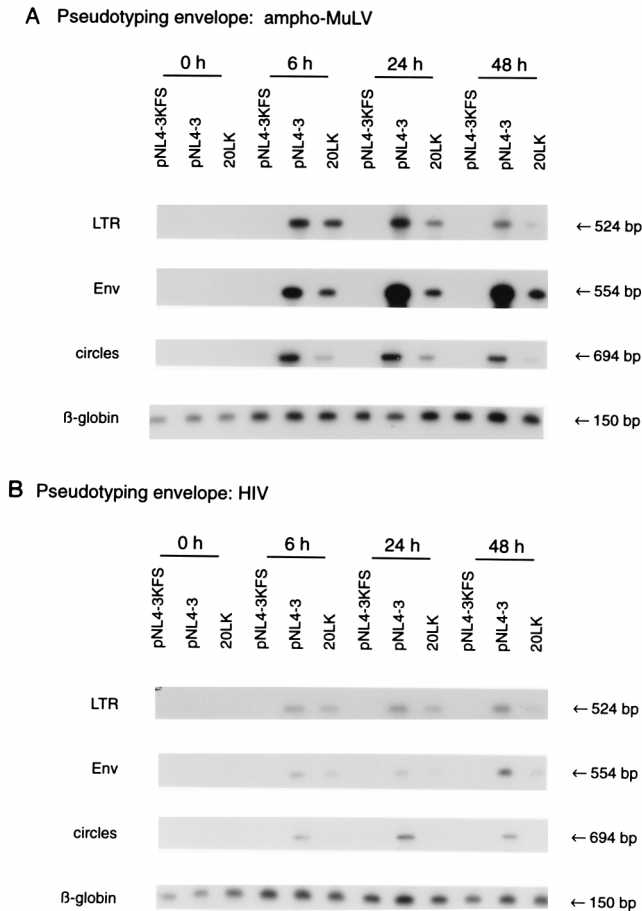 A Pseudotyping envelope: ampho-MuLV
0 h 6 h 24 h 48 h
pNL4-3KFS pNL4-3 20LK pNL4-3KFS pNL4-3 20LK pNL4-3KFS pNL4-3 20LK pNL4-3KFS pNL4-3 20LK
LTR ← 524 bp
Env ← 554 bp
circles ← 694 bp
ß-globin ← 150 bp
B Pseudotyping envelope: HIV
0 h 6 h 24 h 48 h
pNL4-3KFS pNL4-3 20LK pNL4-3KFS pNL4-3 20LK pNL4-3KFS pNL4-3 20LK pNL4-3KFS pNL4-3 20LK
LTR ← 524 bp
Env ← 554 bp
circles ← 694 bp
ß-globin ← 150 bp